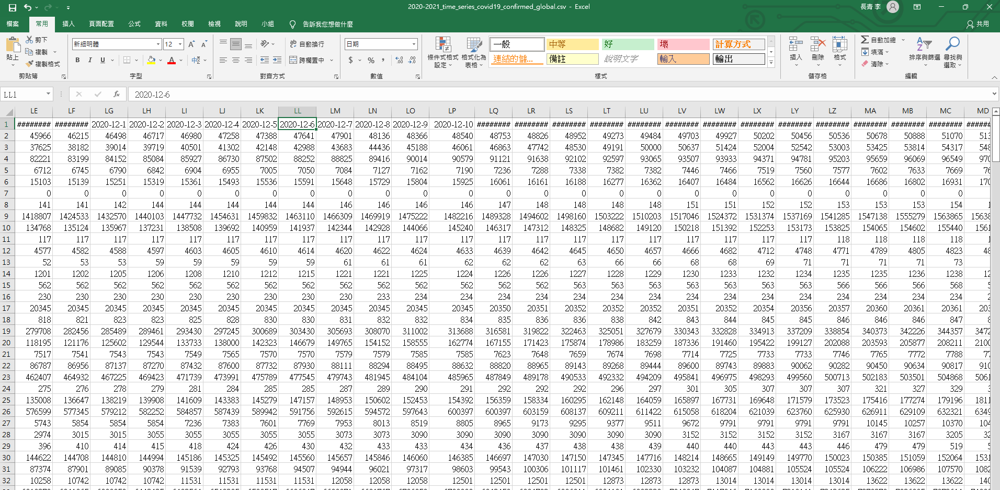 2020-2021_time_series_covid19_confirmed_global.csv - Excel 長青 李
檔案 常用 插入 頁面配置 公式 資料 校閱 檢視 說明 小組 告訴我您想做什麼 共用
貼上 剪下 複製 複製格式 剪貼簿
新細明體 12 A A B I U A 中 字型
ab 自動換行 跨欄置中 對齊方式
日期 $ % , .00 .0 數值
條件式格式設定 格式化為表格
一般 中等 好 壞 計算方式
連結的儲... 備註 說明文字 輸入 輸出
樣式
插入 刪除 格式 儲存格
自動加總 填滿 清除 排序與篩選 尋找與選取 編輯
LL1 fx 2020-12-6
LE LF LG LH LI LJ LK LL LM LN LO LP LQ LR LS LT LU LV LW LX LY LZ MA MB MC MD
1 ######## ######## 2020-12-1 2020-12-2 2020-12-3 2020-12-4 2020-12-5 2020-12-6 2020-12-7 2020-12-8 2020-12-9 2020-12-10 ######## ######## ######## ######## ######## ######## ######## ######## ######## ######## ######## ######## ########
2 45966 46215 46498 46717 46980 47258 47388 47641 47901 48136 48366 48540 48753 48826 48952 49273 49484 49703 49927 50202 50456 50536 50678 50888 51070
3 37625 38182 39014 39719 40501 41302 42148 42988 43683 44436 45188 46061 46863 47742 48530 49191 50000 50637 51424 52004 52542 53003 53425 53814 54317
4 82221 83199 84152 85084 85927 86730 87502 88252 88825 89416 90014 90579 91121 91638 92102 92597 93065 93507 93933 94371 94781 95203 95659 96069 96549
5 6712 6745 6790 6842 6904 6955 7005 7050 7084 7127 7162 7190 7236 7288 7338 7382 7382 7446 7466 7519 7560 7577 7602 7633 7669
6 15103 15139 15251 15319 15361 15493 15536 15591 15648 15729 15804 15925 16061 16161 16188 16277 16362 16407 16484 16562 16626 16644 16686 16802 16931
7 0 0 0 0 0 0 0 0 0 0 0 0 0 0 0 0 0 0 0 0 0 0 0 0 0
8 141 141 142 144 144 144 144 144 146 146 146 146 147 148 148 148 148 151 151 152 152 153 153 153 154
9 1418807 1424533 1432570 1440103 1447732 1454631 1459832 1463110 1466309 1469919 1475222 1482216 1489328 1494602 1498160 1503222 1510203 1517046 1524372 1531374 1537169 1541285 1547138 1555279 1563865
10 134768 135124 135967 137231 138508 139692 140959 141937 142344 142928 144066 145240 146317 147312 148325 148682 149120 150218 151392 152253 153173 153825 154065 154602 155440
11 117 117 117 117 117 117 117 117 117 117 117 117 117 117 117 117 117 117 117 117 117 118 118 118 118
12 4577 4582 4588 4597 4603 4605 4610 4614 4620 4622 4624 4633 4639 4642 4645 4650 4657 4666 4682 4712 4748 4771 4789 4805 4823
13 52 53 53 59 59 59 59 59 61 61 61 62 62 62 63 66 66 68 68 69 71 71 71 71 73
14 1201 1202 1205 1206 1208 1210 1212 1215 1221 1221 1225 1224 1226 1226 1227 1228 1229 1230 1233 1232 1234 1235 1235 1236 1238
15 562 562 562 562 562 562 562 562 562 562 562 562 562 563 563 563 563 563 563 563 563 566 566 566 568
16 230 230 230 230 230 230 230 230 230 233 234 234 234 234 234 234 234 234 234 234 234 234 234 234 234
17 20345 20345 20345 20345 20345 20345 20345 20345 20345 20345 20345 20345 20350 20351 20352 20352 20352 20351 20352 20354 20356 20357 20360 20361 20361
18 818 821 823 823 825 828 830 830 831 832 832 834 835 836 836 838 842 843 844 845 845 846 846 846 847
19 279708 282456 285489 289461 293430 297245 300689 303430 305693 308070 311002 313688 316581 319822 322463 325051 327679 330343 332828 334913 337209 338854 340373 342226 344357
20 118195 121176 125602 129544 133733 138000 142323 146679 149765 154152 158555 162774 167155 171423 175874 178986 183259 187336 191460 195422 199127 202088 203593 205877 208211
21 7517 7541 7543 7543 7549 7565 7570 7570 7579 7579 7585 7585 7623 7648 7659 7674 7698 7714 7725 7733 7733 7746 7765 7772 7788
22 86787 86956 87137 87270 87432 87600 87732 87930 88111 88294 88495 88632 88820 88965 89143 89268 89444 89600 89743 89883 90062 90282 90450 90634 90817
23 462407 464932 467225 469423 471739 473991 475789 477545 479743 481945 484104 485965 487849 489178 490533 492332 494209 495841 496975 498293 499560 500713 502183 503501 504868
24 275 276 278 279 281 284 285 285 287 289 290 291 292 292 292 296 297 301 305 307 307 307 321 327 329
25 135008 136647 138219 139908 141609 143383 145279 147157 148953 150602 152453 154392 156359 158334 160295 162148 164059 165897 167731 169648 171579 173523 175416 177274 179196
26 576599 577345 579212 582252 584857 587439 589942 591756 592615 594572 597643 600397 600397 603159 608137 609211 611422 615058 618204 621039 623760 625930 626911 629109 632321
27 5743 5854 5854 5854 7236 7383 7601 7769 7953 8013 8519 8805 8965 9173 9295 9377 9511 9672 9791 9791 9791 9791 10145 10257 10370
28 2974 3015 3015 3055 3055 3055 3055 3055 3073 3073 3090 3090 3090 3090 3090 3090 3090 3152 3152 3152 3152 3167 3167 3167 3205
29 396 410 414 415 418 424 426 430 432 433 433 434 436 437 438 438 439 440 440 443 443 446 479 479 519
30 144622 144708 144810 144994 145186 145325 145492 145560 145657 145846 146060 146385 146697 147030 147150 147345 147716 148214 148665 149149 149770 150023 150385 151059 152064
31 87374 87901 89085 90378 91539 92793 93768 94507 94944 96021 97317 98603 99543 100306 101117 101461 102330 103232 104087 104881 105524 105524 106222 106986 107570
32 10258 10742 10742 10742 11531 11531 11531 11531 12058 12058 12058 12501 12501 12501 12501 12873 12873 12873 13014 13014 13014 13014 13622 13622 13622